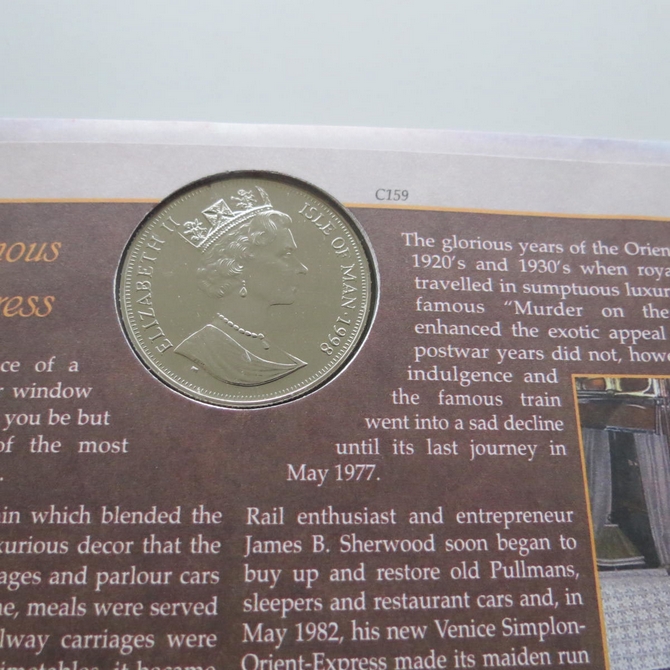 C159
ELIZABETH II
ISLE OF MAN · 1998
ress
ce of a
window
you be but
of the most
in which blended the
xurious decor that the
ages and parlour cars
e, meals were served
lway carriages were
timetables, it became
The glorious years of the Orien
1920's and 1930's when roya
travelled in sumptuous luxur
famous "Murder on the
enhanced the exotic appeal
postwar years did not, howe
indulgence and
the famous train
went into a sad decline
until its last journey in
May 1977.
Rail enthusiast and entrepreneur
James B. Sherwood soon began to
buy up and restore old Pullmans,
sleepers and restaurant cars and, in
May 1982, his new Venice Simplon-
Orient-Express made its maiden run